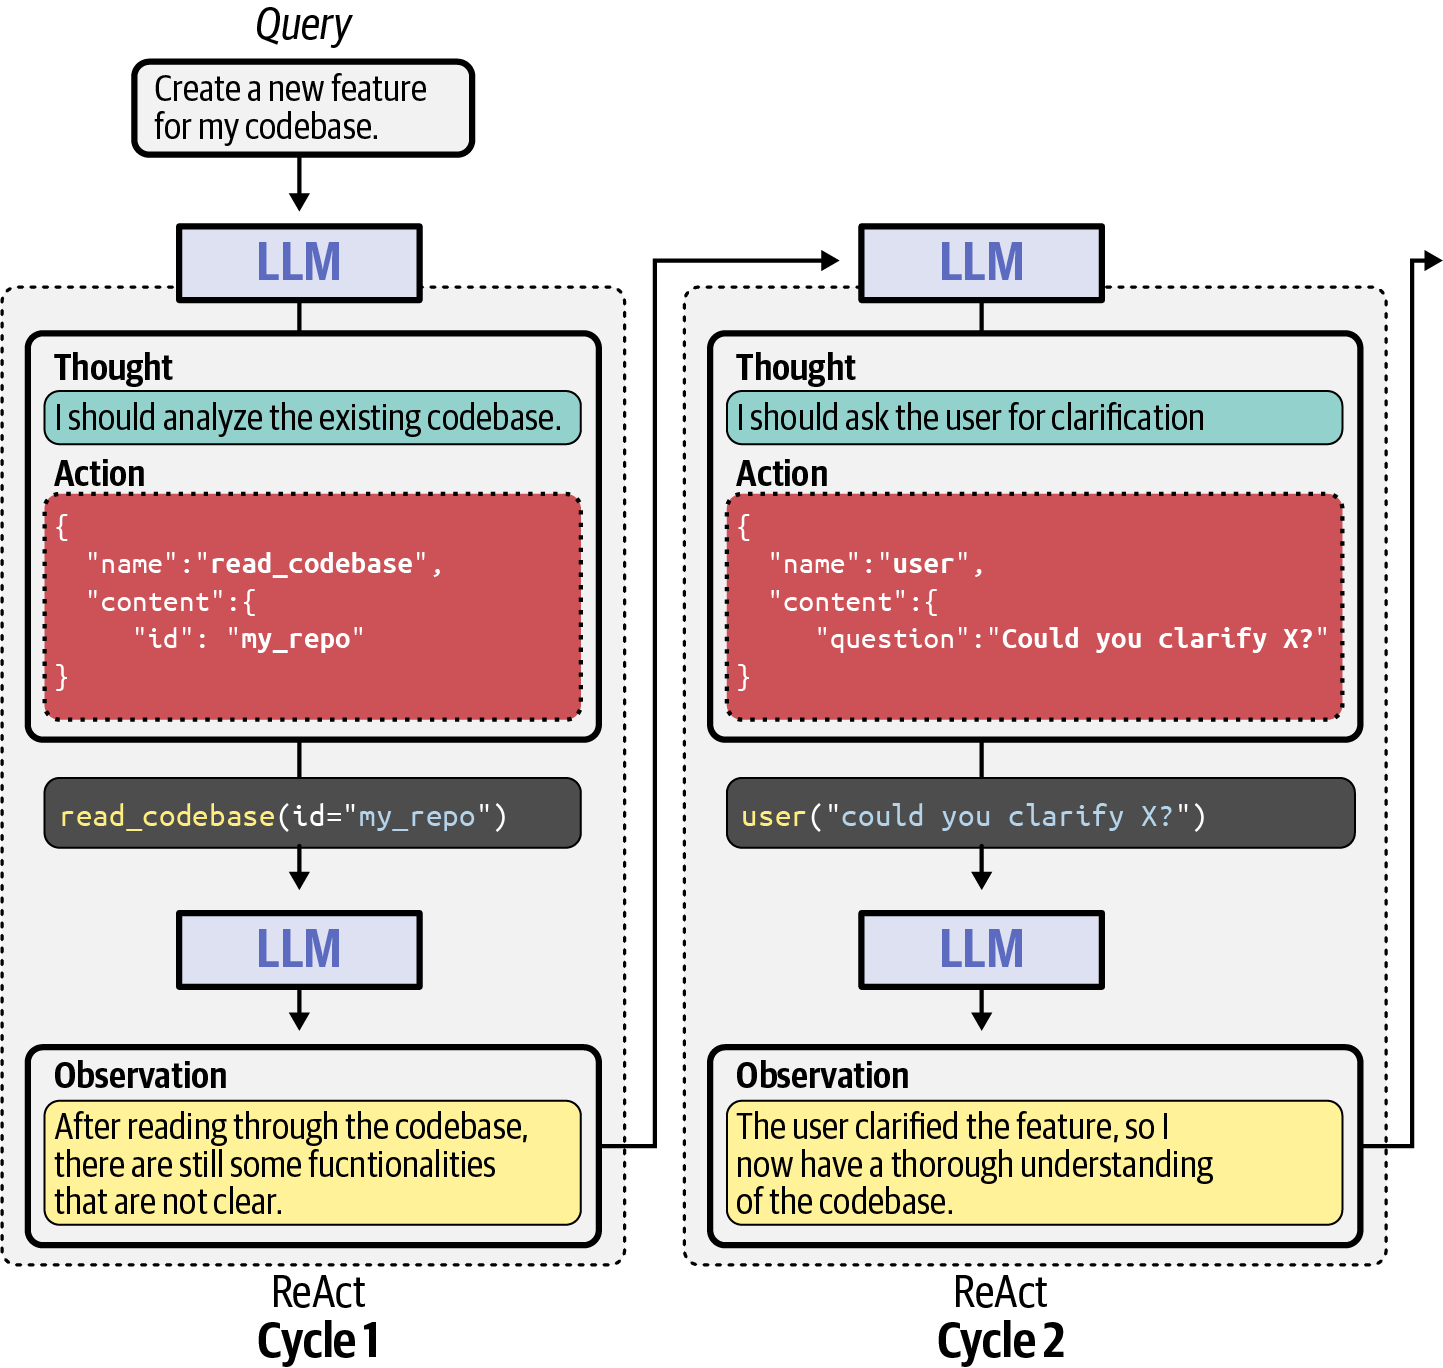 Query
Create a new feature
for my codebase.
LLM
Thought
I should analyze the existing codebase.
Action
{
"name":"read_codebase",
"content":{
"id": "my_repo"
}
read_codebase(id="my_repo")
LLM
Observation
After reading through the codebase,
there are still some fucntionalities
that are not clear.
ReAct
Cycle 1
LLM
Thought
I should ask the user for clarification
Action
{
"name":"user",
"content":{
"question":"Could you clarify X?"
}
user("could you clarify X?")
LLM
Observation
The user clarified the feature, so I
now have a thorough understanding
of the codebase.
ReAct
Cycle 2